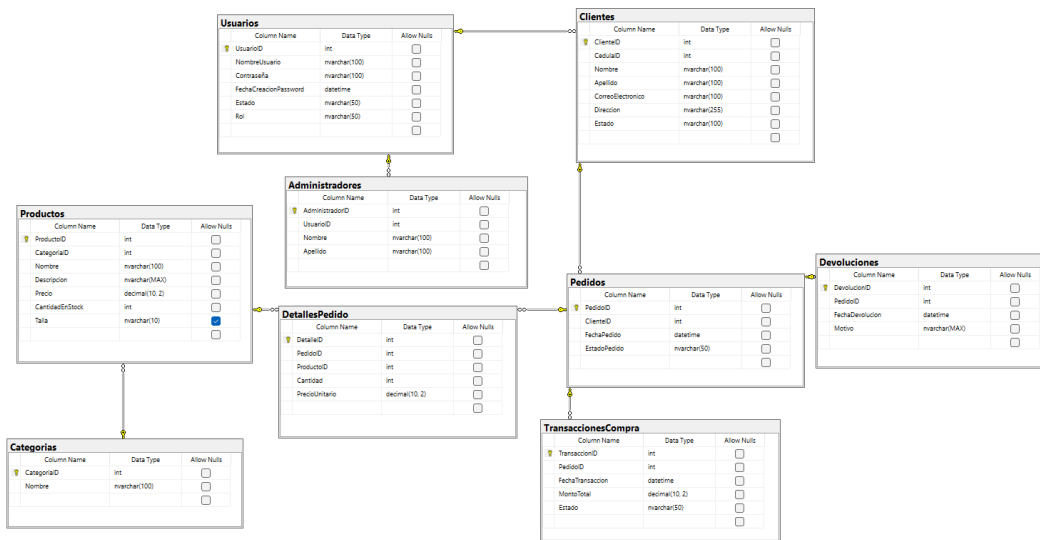 Usuarios
Column Name Data Type Allow Nulls
UsuarioID int
NombreUsuario nvarchar(100)
Contraseña nvarchar(100)
FechaCreacionPassword datetime
Estado nvarchar(50)
Rol nvarchar(50)
Clientes
Column Name Data Type Allow Nulls
ClienteID int
CedulaID int
Nombre nvarchar(100)
Apellido nvarchar(100)
CorreoElectronico nvarchar(100)
Direccion nvarchar(255)
Estado nvarchar(100)
Administradores
Column Name Data Type Allow Nulls
AdministradorID int
UsuarioID int
Nombre nvarchar(100)
Apellido nvarchar(100)
Productos
Column Name Data Type Allow Nulls
ProductoID int
CategoriaID int
Nombre nvarchar(100)
Descripcion nvarchar(MAX)
Precio decimal(10, 2)
CantidadEnStock int
Talla nvarchar(10)
Devoluciones
Column Name Data Type Allow Nulls
DevolucionID int
PedidoID int
FechaDevolucion datetime
Motivo nvarchar(MAX)
Pedidos
Column Name Data Type Allow Nulls
PedidoID int
ClienteID int
FechaPedido datetime
EstadoPedido nvarchar(50)
DetallesPedido
Column Name Data Type Allow Nulls
DetalleID int
PedidoID int
ProductoID int
Cantidad int
PrecioUnitario decimal(10, 2)
TransaccionesCompra
Column Name Data Type Allow Nulls
TransaccionID int
PedidoID int
FechaTransaccion datetime
MontoTotal decimal(10, 2)
Estado nvarchar(50)
Categorias
Column Name Data Type Allow Nulls
CategoriaID int
Nombre nvarchar(100)